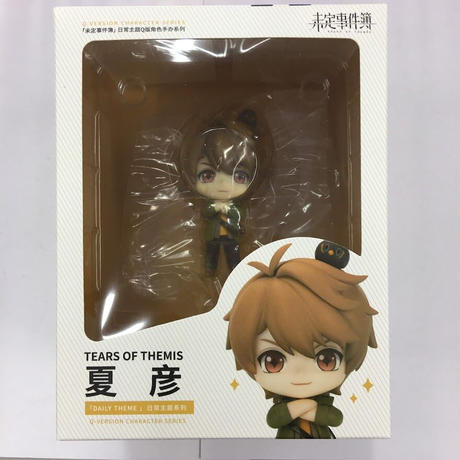 Q-VERSION CHARACTER SERIES
「未定事件簿」日常主题Q版角色手办系列
未定事件簿
TEARS OF THEMIS
TEARS OF THEMIS
夏彦
「DAILY THEME」日常主题系列
Q-VERSION CHARACTER SERIES